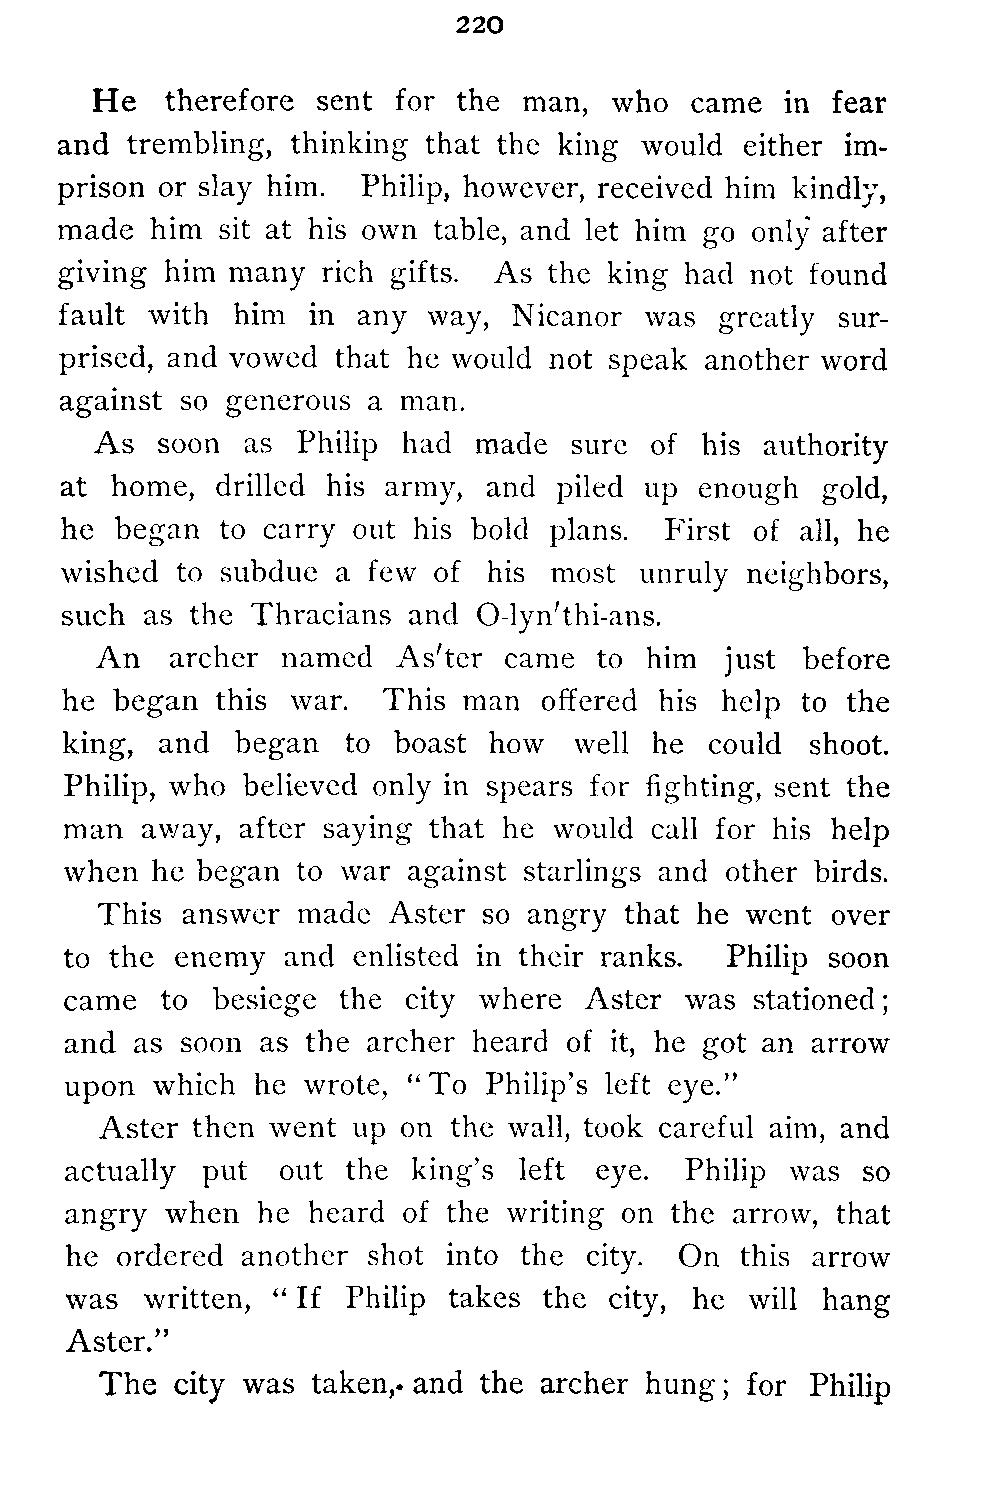 220
He therefore sent for the man, who came in fear
and trembling, thinking that the king would either im-
prison or slay him. Philip, however, received him kindly,
made him sit at his own table, and let him go only after
giving him many rich gifts. As the king had not found
fault with him in any way, Nicanor was greatly sur-
prised, and vowed that he would not speak another word
against so generous a man.
As soon as Philip had made sure of his authority
at home, drilled his army, and piled up enough gold,
he began to carry out his bold plans. First of all, he
wished to subdue a few of his most unruly neighbors,
such as the Thracians and O-lyn'thi-ans.
An archer named As'ter came to him just before
he began this war. This man offered his help to the
king, and began to boast how well he could shoot.
Philip, who believed only in spears for fighting, sent the
man away, after saying that he would call for his help
when he began to war against starlings and other birds.
This answer made Aster so angry that he went over
to the enemy and enlisted in their ranks. Philip soon
came to besiege the city where Aster was stationed;
and as soon as the archer heard of it, he got an arrow
upon which he wrote, "To Philip's left eye."
Aster then went up on the wall, took careful aim, and
actually put out the king's left eye. Philip was so
angry when he heard of the writing on the arrow, that
he ordered another shot into the city. On this arrow
was written, "If Philip takes the city, he will hang
Aster."
The city was taken, and the archer hung; for Philip